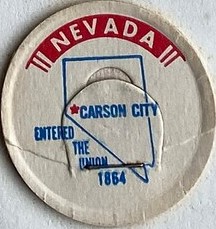 NEVADA
CARSON CITY
ENTERED
THE
UNION
1864